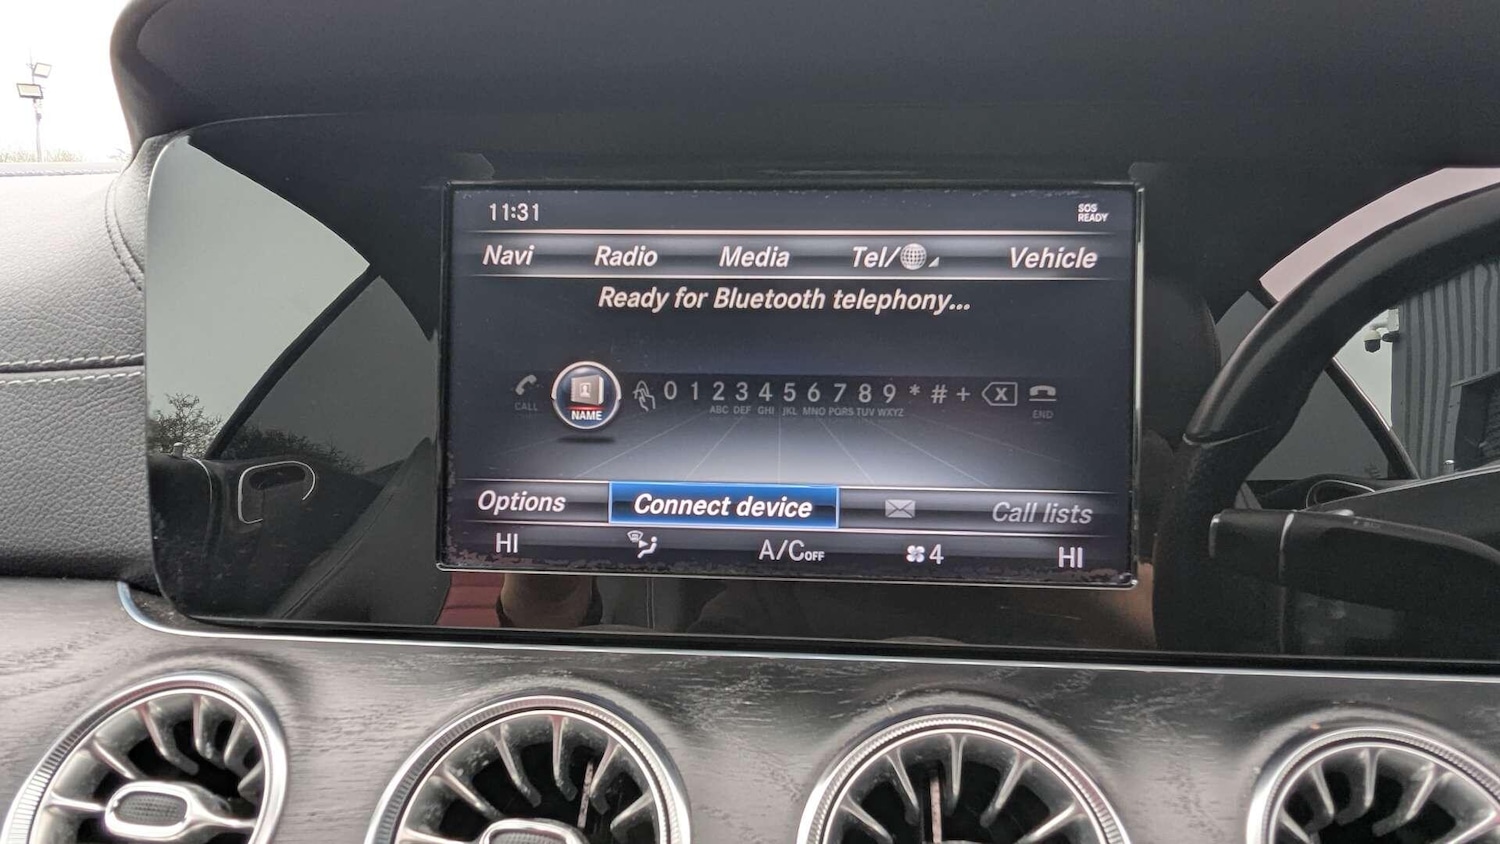 11:31 SOS READY
Navi Radio Media Tel/ Vehicle
Ready for Bluetooth telephony...
CALL NAME 0 1 2 3 4 5 6 7 8 9 * # + X END
ABC DEF GHI JKL MNO PQRS TUV WXYZ
Options Connect device Call lists
HI A/C OFF 4 HI